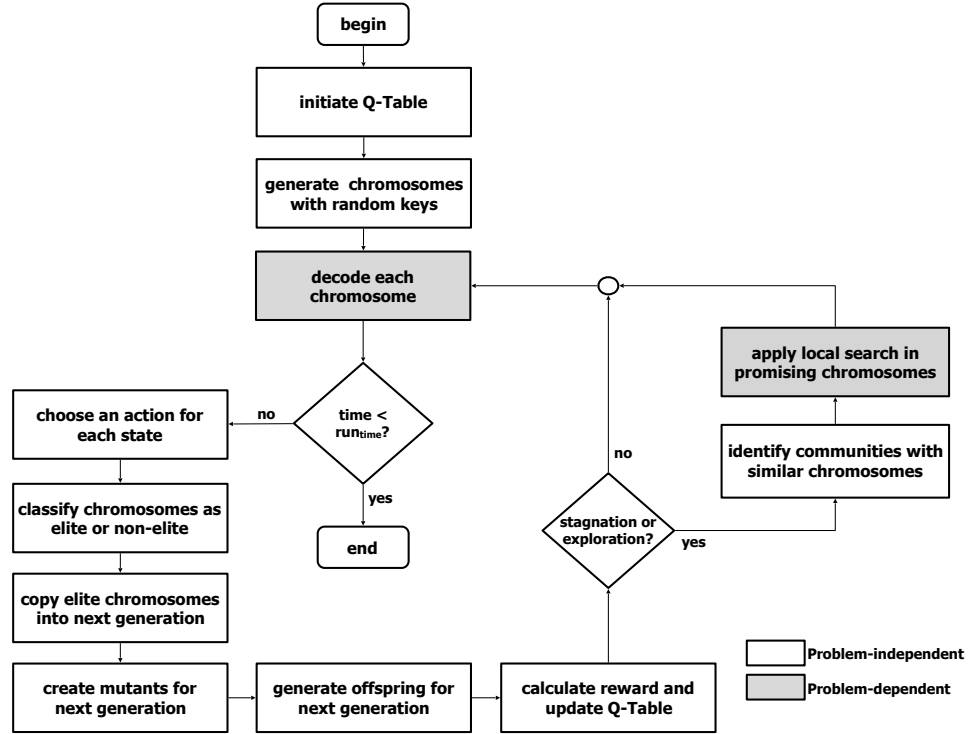 begin
initiate Q-Table
generate chromosomes
with random keys
decode each
chromosome
time <
runtime?
no
yes
end
choose an action for
each state
classify chromosomes as
elite or non-elite
copy elite chromosomes
into next generation
create mutants for
next generation
generate offspring for
next generation
calculate reward and
update Q-Table
stagnation or
exploration?
no
yes
identify communities with
similar chromosomes
apply local search in
promising chromosomes
Problem-independent
Problem-dependent